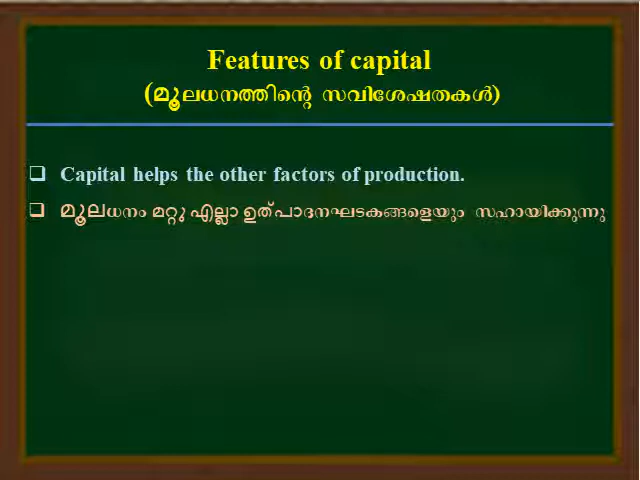 Features of capital
(മൂലധനത്തിന്റെ സവിശേഷതകൾ)
Capital helps the other factors of production.
മൂലധനം മറ്റു എല്ലാ ഉത്പാദനഘടകങ്ങളെയും സഹായിക്കുന്നു